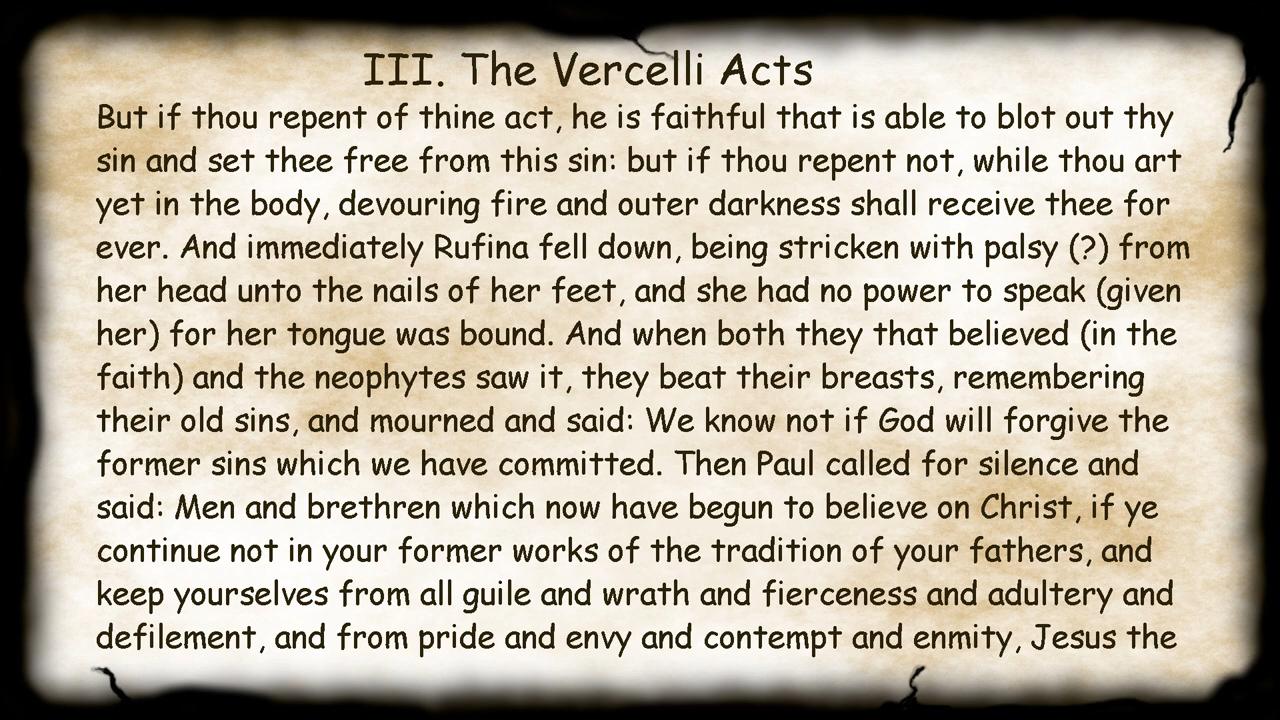 III. The Vercelli Acts
But if thou repent of thine act, he is faithful that is able to blot out thy
sin and set thee free from this sin: but if thou repent not, while thou art
yet in the body, devouring fire and outer darkness shall receive thee for
ever. And immediately Rufina fell down, being stricken with palsy (?) from
her head unto the nails of her feet, and she had no power to speak (given
her) for her tongue was bound. And when both they that believed (in the
faith) and the neophytes saw it, they beat their breasts, remembering
their old sins, and mourned and said: We know not if God will forgive the
former sins which we have committed. Then Paul called for silence and
said: Men and brethren which now have begun to believe on Christ, if ye
continue not in your former works of the tradition of your fathers, and
keep yourselves from all guile and wrath and fierceness and adultery and
defilement, and from pride and envy and contempt and enmity, Jesus the